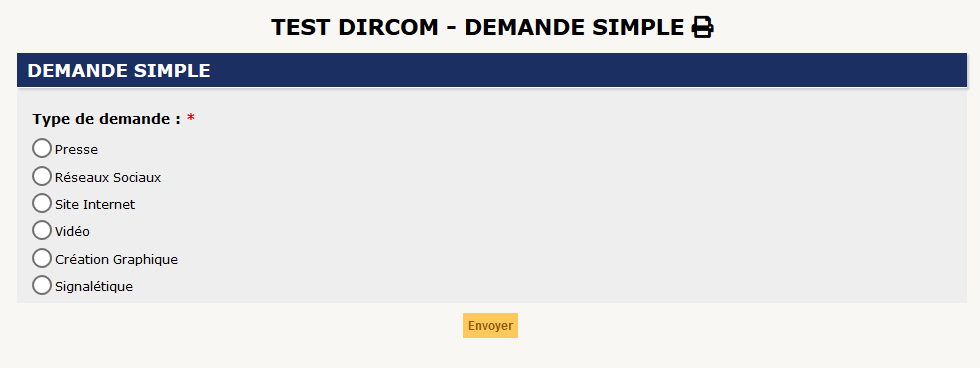 TEST DIRCOM - DEMANDE SIMPLE
DEMANDE SIMPLE
Type de demande : *
Presse
Réseaux Sociaux
Site Internet
Vidéo
Création Graphique
Signalétique
Envoyer